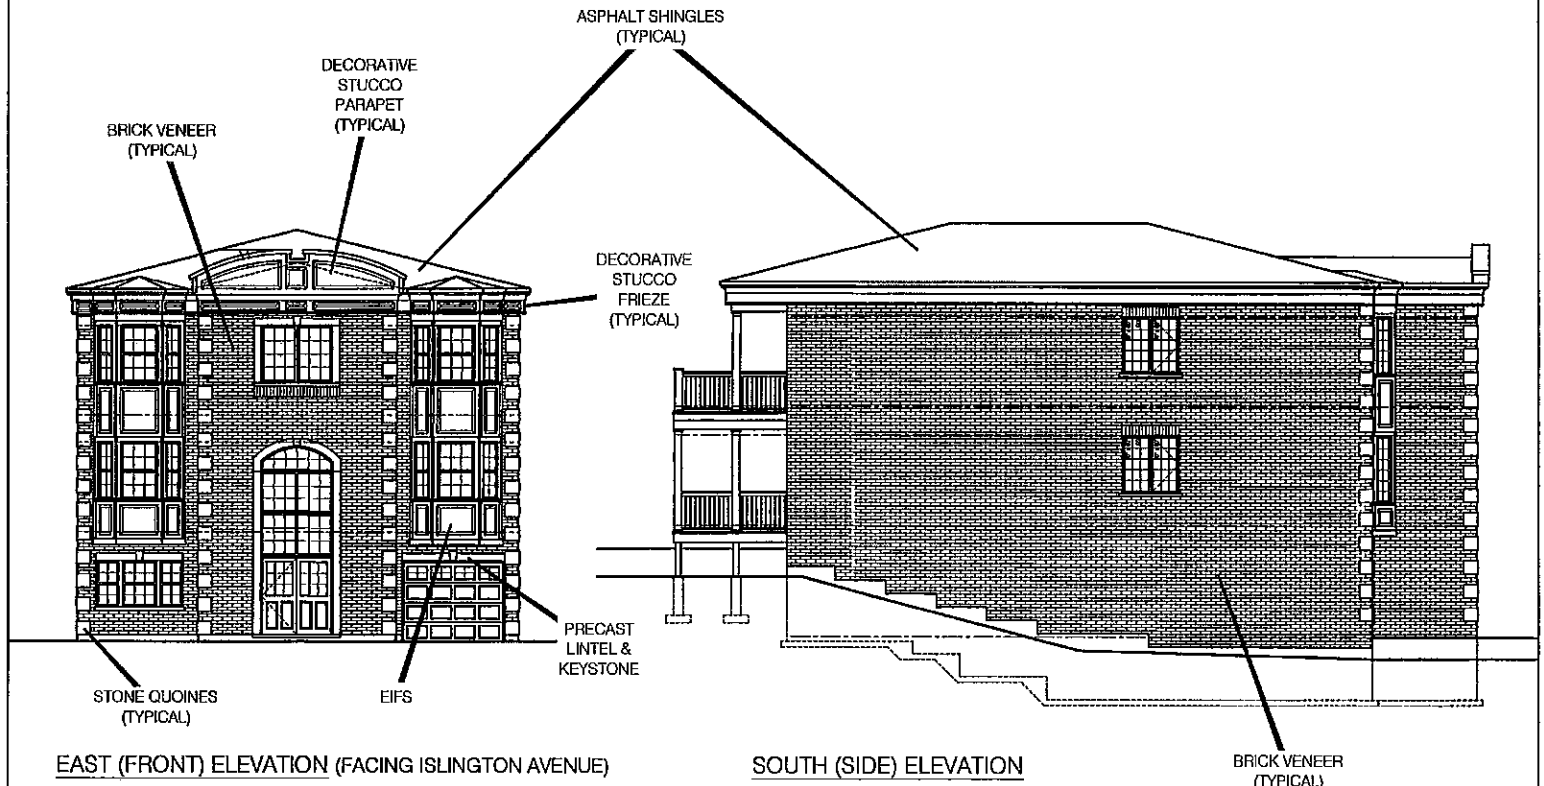 ASPHALT SHINGLES
(TYPICAL)
DECORATIVE
STUCCO
PARAPET
(TYPICAL)
BRICK VENEER
(TYPICAL)
DECORATIVE
STUCCO
FRIEZE
(TYPICAL)
PRECAST
LINTEL &
KEYSTONE
STONE QUOINES
(TYPICAL)
EIFS
EAST (FRONT) ELEVATION (FACING ISLINGTON AVENUE)
SOUTH (SIDE) ELEVATION
BRICK VENEER
(TYPICAL)